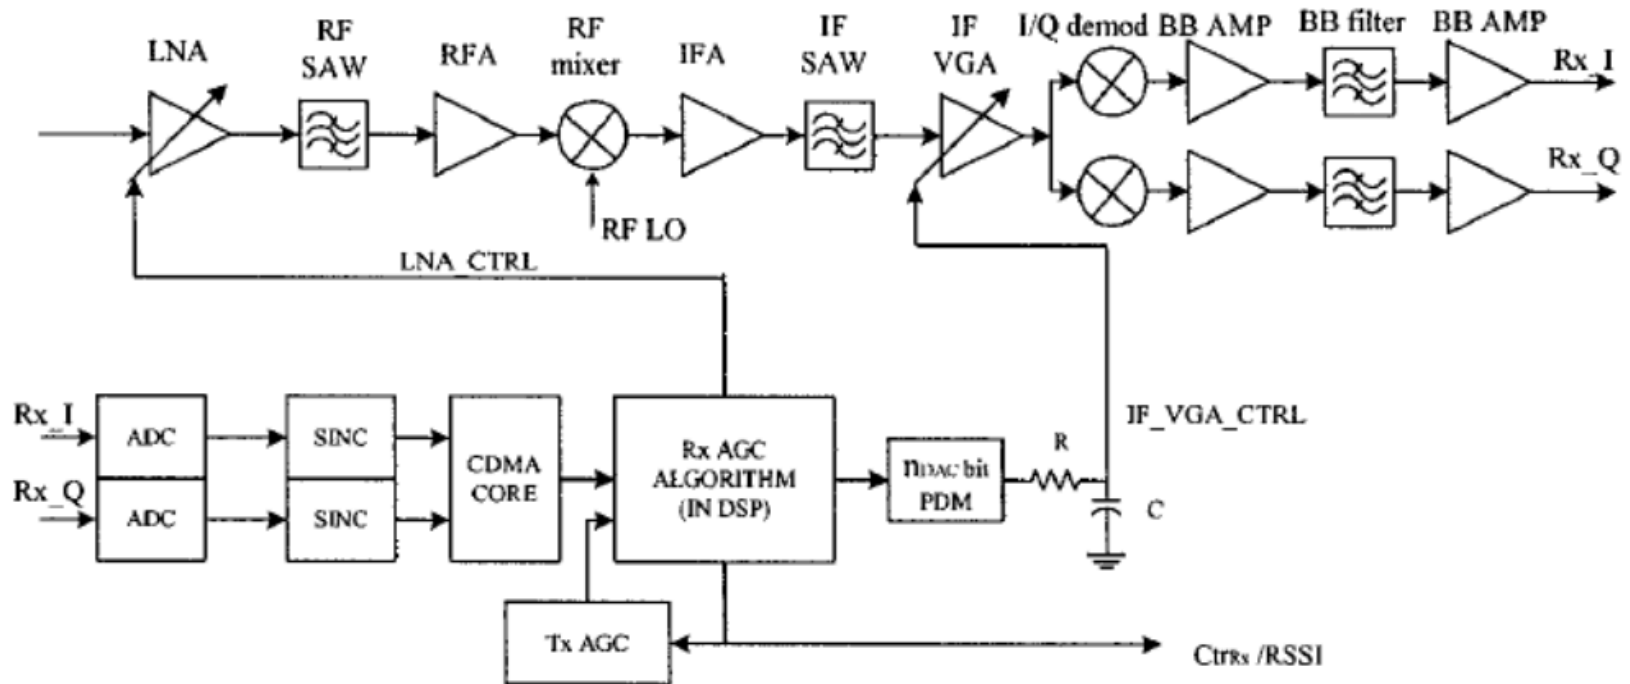 LNA
RF
SAW
RFA
RF
mixer
IFA
IF
SAW
IF
VGA
I/Q demod
BB AMP
BB filter
BB AMP
Rx_I
Rx_Q
RF LO
LNA_CTRL
IF_VGA_CTRL
Rx_I
Rx_Q
ADC
ADC
SINC
SINC
CDMA
CORE
Rx AGC
ALGORITHM
(IN DSP)
nDAC bit
PDM
R
C
Tx AGC
CtrRx /RSSI